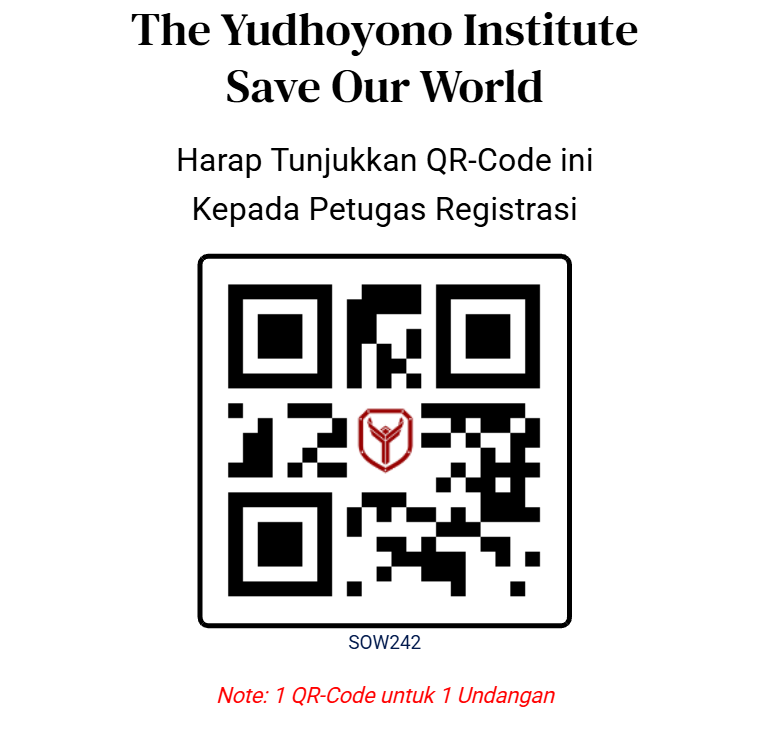 The Yudhoyono Institute
Save Our World
Harap Tunjukkan QR-Code ini
Kepada Petugas Registrasi
SOW242
Note: 1 QR-Code untuk 1 Undangan